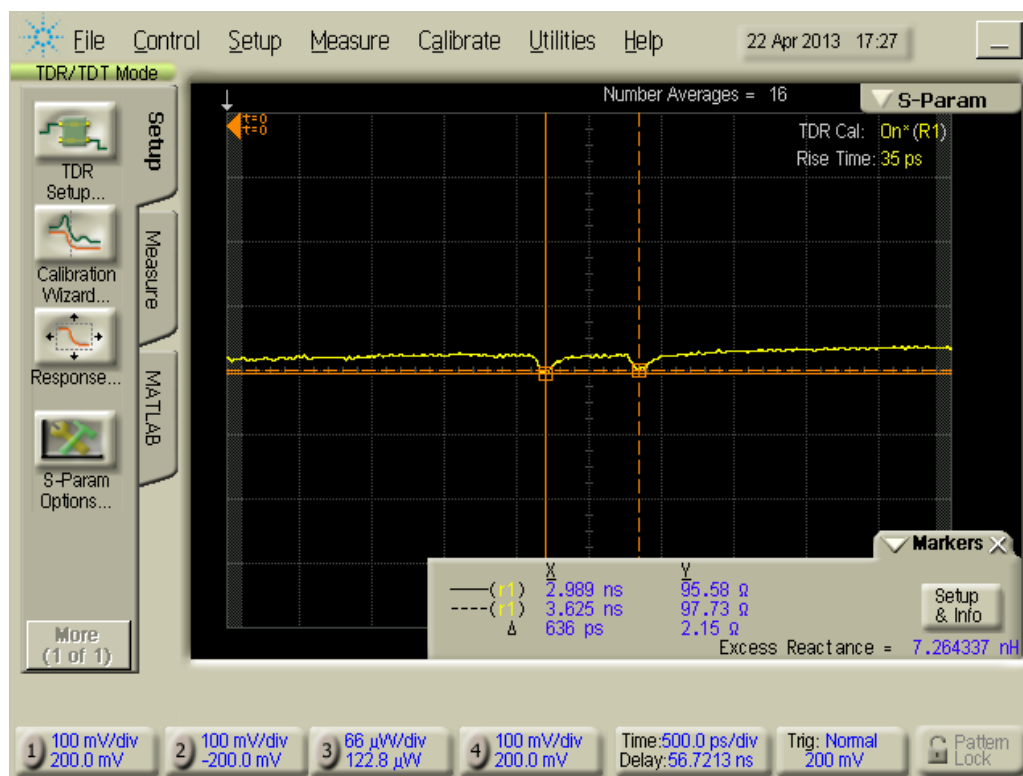 File Control Setup Measure Calibrate Utilities Help 22 Apr 2013 17:27
TDR/TDT Mode
Number Averages = 16
S-Param
t=0
t=0
TDR Cal: On*(R1)
Rise Time: 35 ps
Setup
Measure
MATLAB
TDR
Setup...
Calibration
Wizard...
Response...
S-Param
Options...
More
(1 of 1)
Markers
X Y
——(r1) 2.989 ns 95.58 Ω
----(r1) 3.625 ns 97.73 Ω
Δ 636 ps 2.15 Ω
Excess Reactance = 7.264337 nH
Setup
& Info
1 100 mV/div
200.0 mV
2 100 mV/div
-200.0 mV
3 66 µW/div
122.8 µW
4 100 mV/div
200.0 mV
Time:500.0 ps/div
Delay:56.7213 ns
Trig: Normal
200 mV
Pattern
Lock